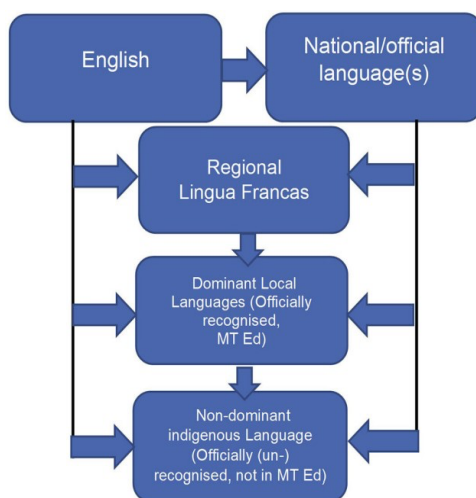 English
National/official
language(s)
Regional
Lingua Francas
Dominant Local
Languages (Officially
recognised,
MT Ed)
Non-dominant
indigenous Language
(Officially (un-)
recognised, not in MT Ed)